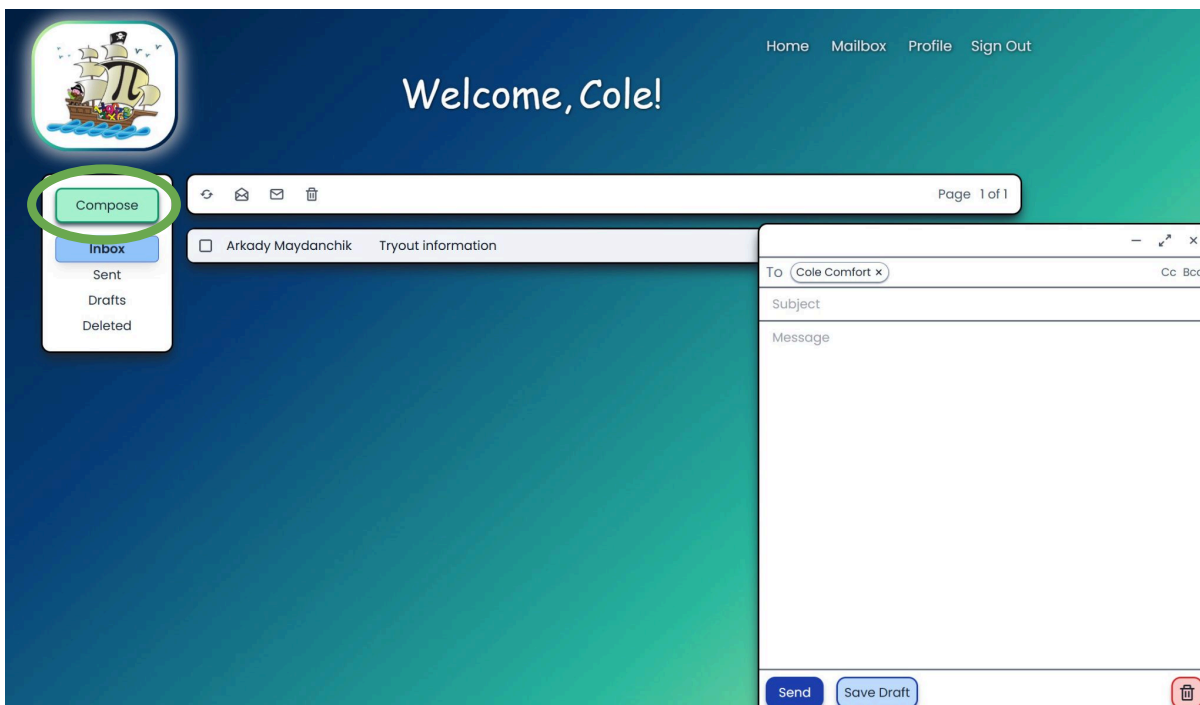 Home Mailbox Profile Sign Out
Welcome, Cole!
Compose
Page 1 of 1
Inbox
Arkady Maydanchik Tryout information
Sent
Drafts
Deleted
To Cole Comfort × Cc Bcc
Subject
Message
Send Save Draft